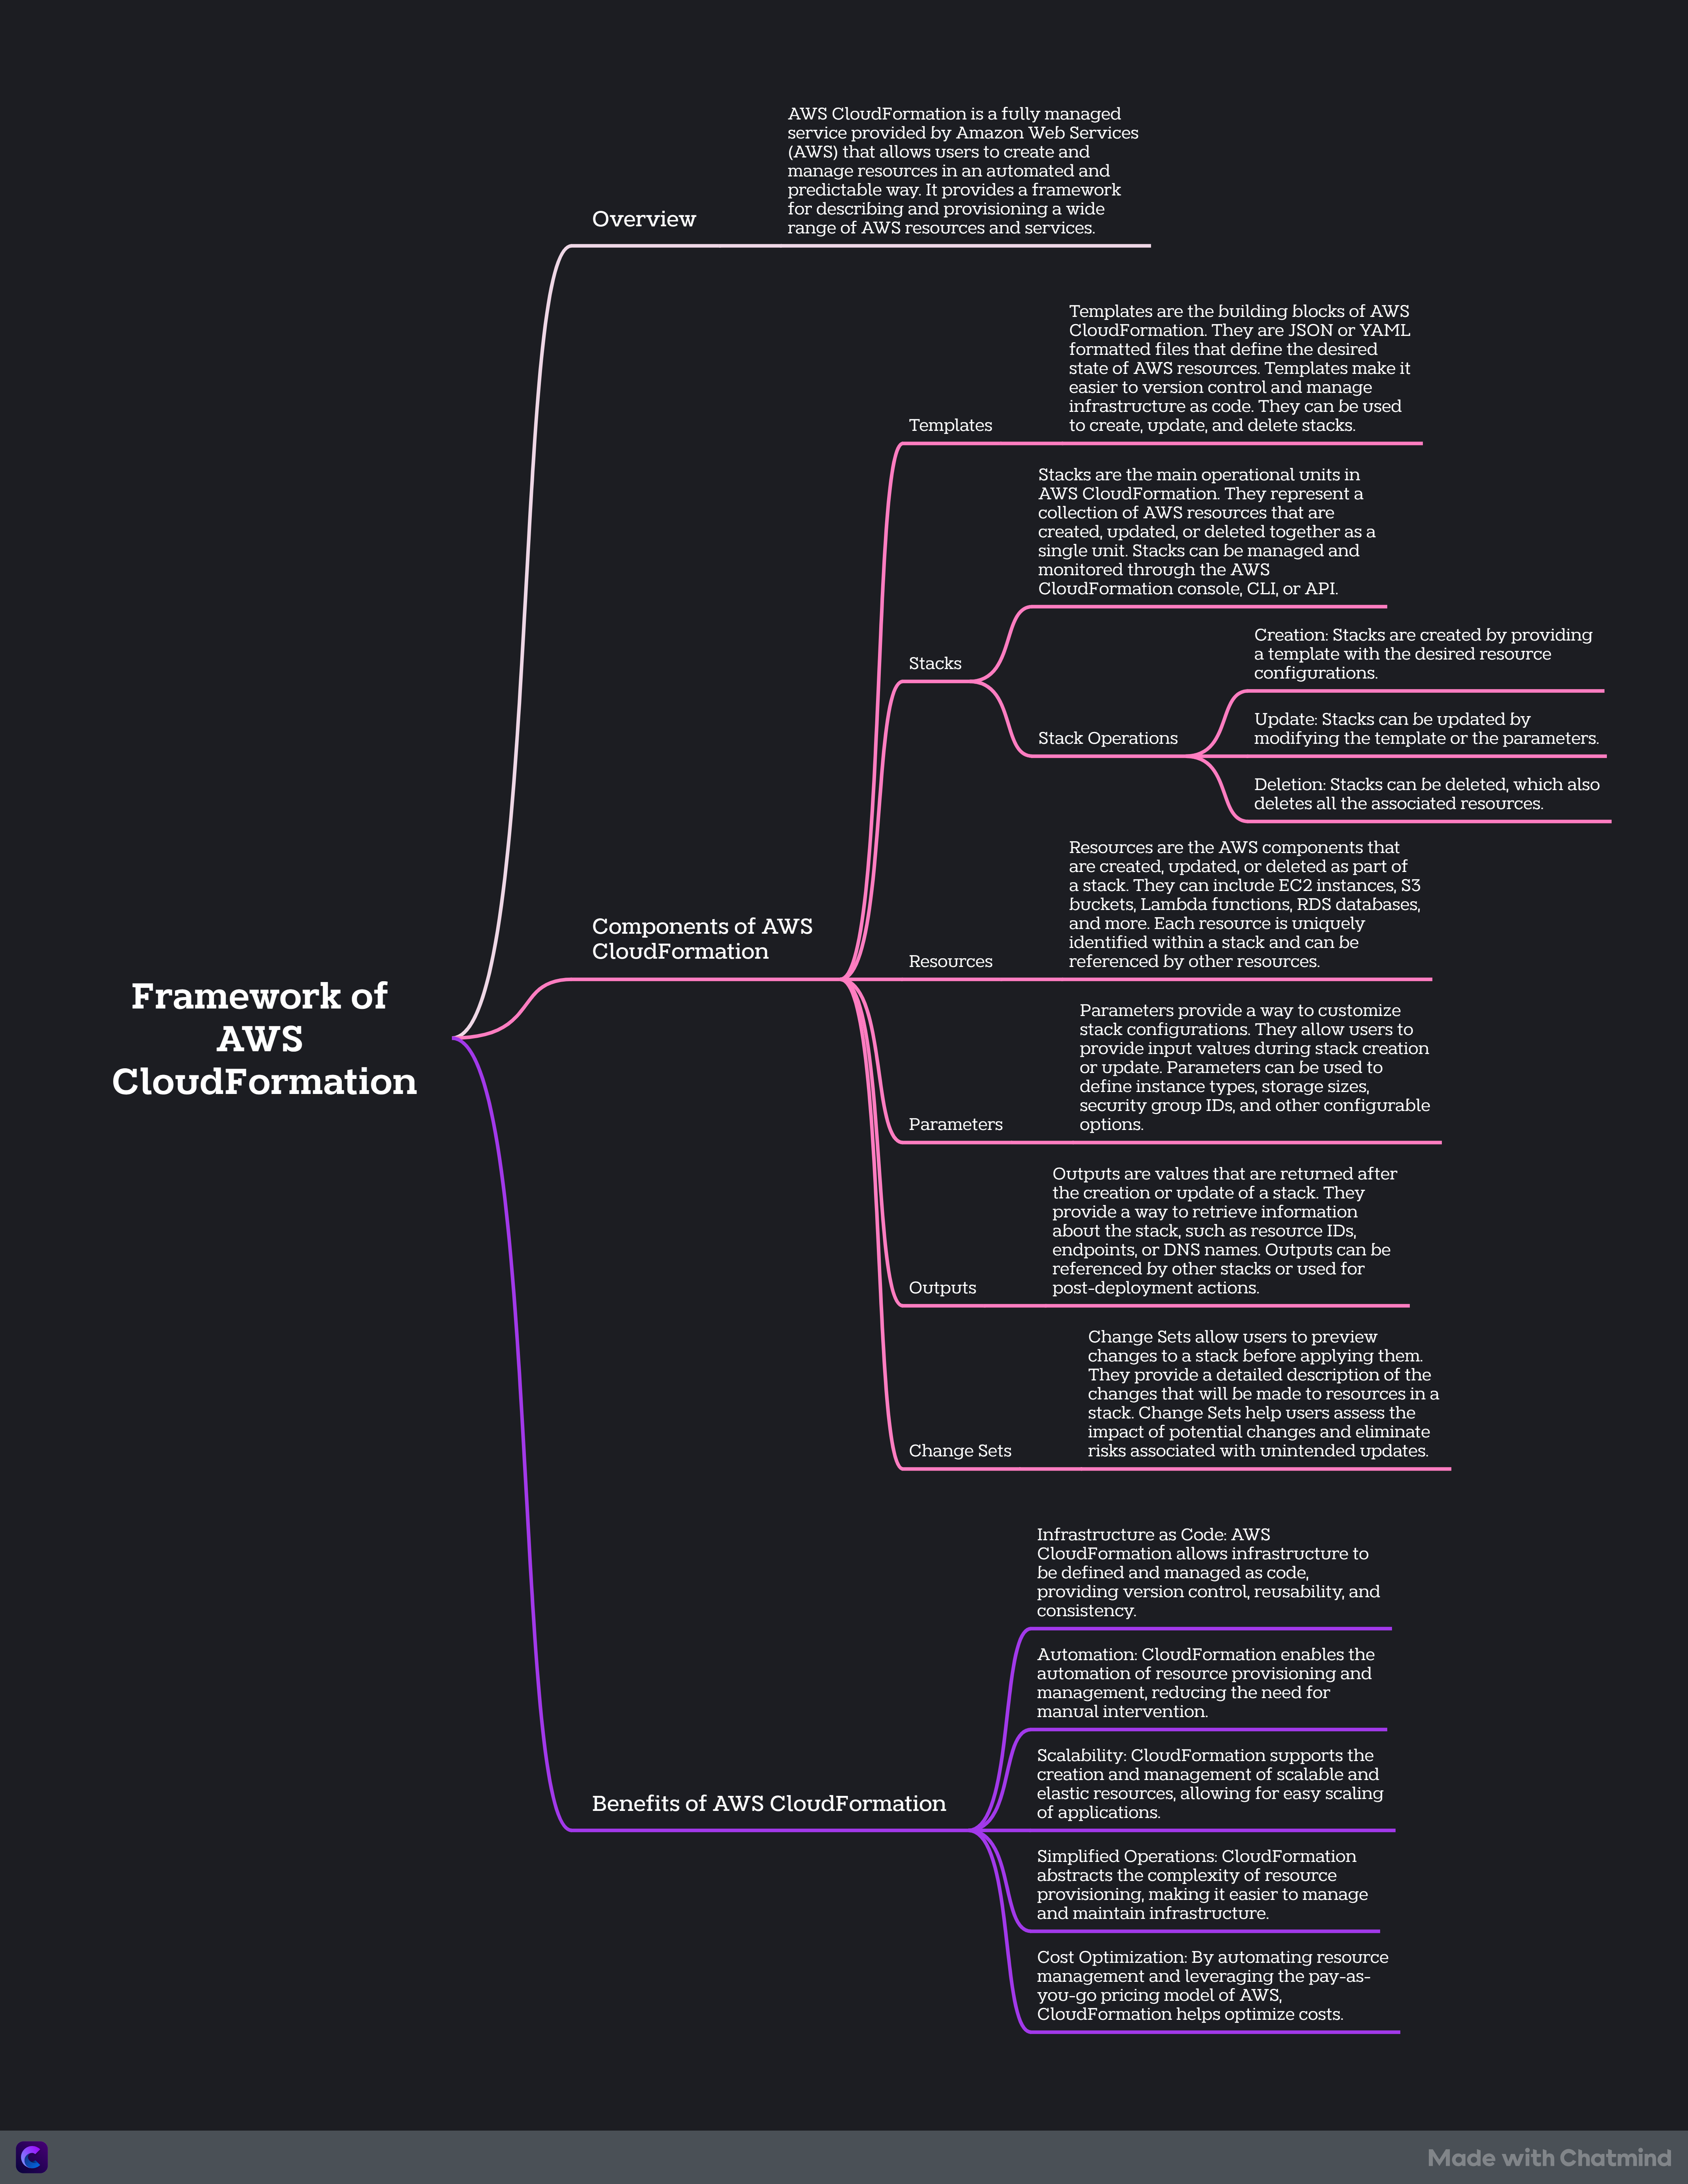 Framework of
AWS
CloudFormation
Overview
AWS CloudFormation is a fully managed
service provided by Amazon Web Services
(AWS) that allows users to create and
manage resources in an automated and
predictable way. It provides a framework
for describing and provisioning a wide
range of AWS resources and services.
Components of AWS
CloudFormation
Templates
Templates are the building blocks of AWS
CloudFormation. They are JSON or YAML
formatted files that define the desired
state of AWS resources. Templates make it
easier to version control and manage
infrastructure as code. They can be used
to create, update, and delete stacks.
Stacks
Stacks are the main operational units in
AWS CloudFormation. They represent a
collection of AWS resources that are
created, updated, or deleted together as a
single unit. Stacks can be managed and
monitored through the AWS
CloudFormation console, CLI, or API.
Stack Operations
Creation: Stacks are created by providing
a template with the desired resource
configurations.
Update: Stacks can be updated by
modifying the template or the parameters.
Deletion: Stacks can be deleted, which also
deletes all the associated resources.
Resources
Resources are the AWS components that
are created, updated, or deleted as part of
a stack. They can include EC2 instances, S3
buckets, Lambda functions, RDS databases,
and more. Each resource is uniquely
identified within a stack and can be
referenced by other resources.
Parameters
Parameters provide a way to customize
stack configurations. They allow users to
provide input values during stack creation
or update. Parameters can be used to
define instance types, storage sizes,
security group IDs, and other configurable
options.
Outputs
Outputs are values that are returned after
the creation or update of a stack. They
provide a way to retrieve information
about the stack, such as resource IDs,
endpoints, or DNS names. Outputs can be
referenced by other stacks or used for
post-deployment actions.
Change Sets
Change Sets allow users to preview
changes to a stack before applying them.
They provide a detailed description of the
changes that will be made to resources in a
stack. Change Sets help users assess the
impact of potential changes and eliminate
risks associated with unintended updates.
Benefits of AWS CloudFormation
Infrastructure as Code: AWS
CloudFormation allows infrastructure to
be defined and managed as code,
providing version control, reusability, and
consistency.
Automation: CloudFormation enables the
automation of resource provisioning and
management, reducing the need for
manual intervention.
Scalability: CloudFormation supports the
creation and management of scalable and
elastic resources, allowing for easy scaling
of applications.
Simplified Operations: CloudFormation
abstracts the complexity of resource
provisioning, making it easier to manage
and maintain infrastructure.
Cost Optimization: By automating resource
management and leveraging the pay-as-
you-go pricing model of AWS,
CloudFormation helps optimize costs.
Made with Chatmind